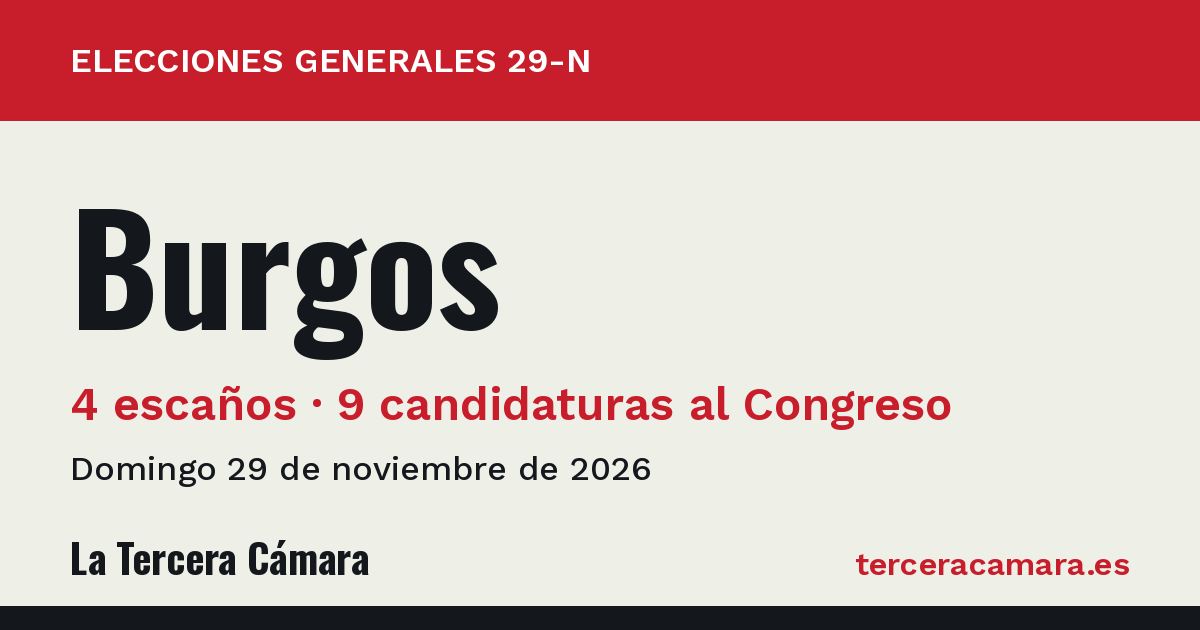 ELECCIONES GENERALES 29-N
Burgos
4 escaños · 9 candidaturas al Congreso
Domingo 29 de noviembre de 2026
La Tercera Cámara
terceracamara.es